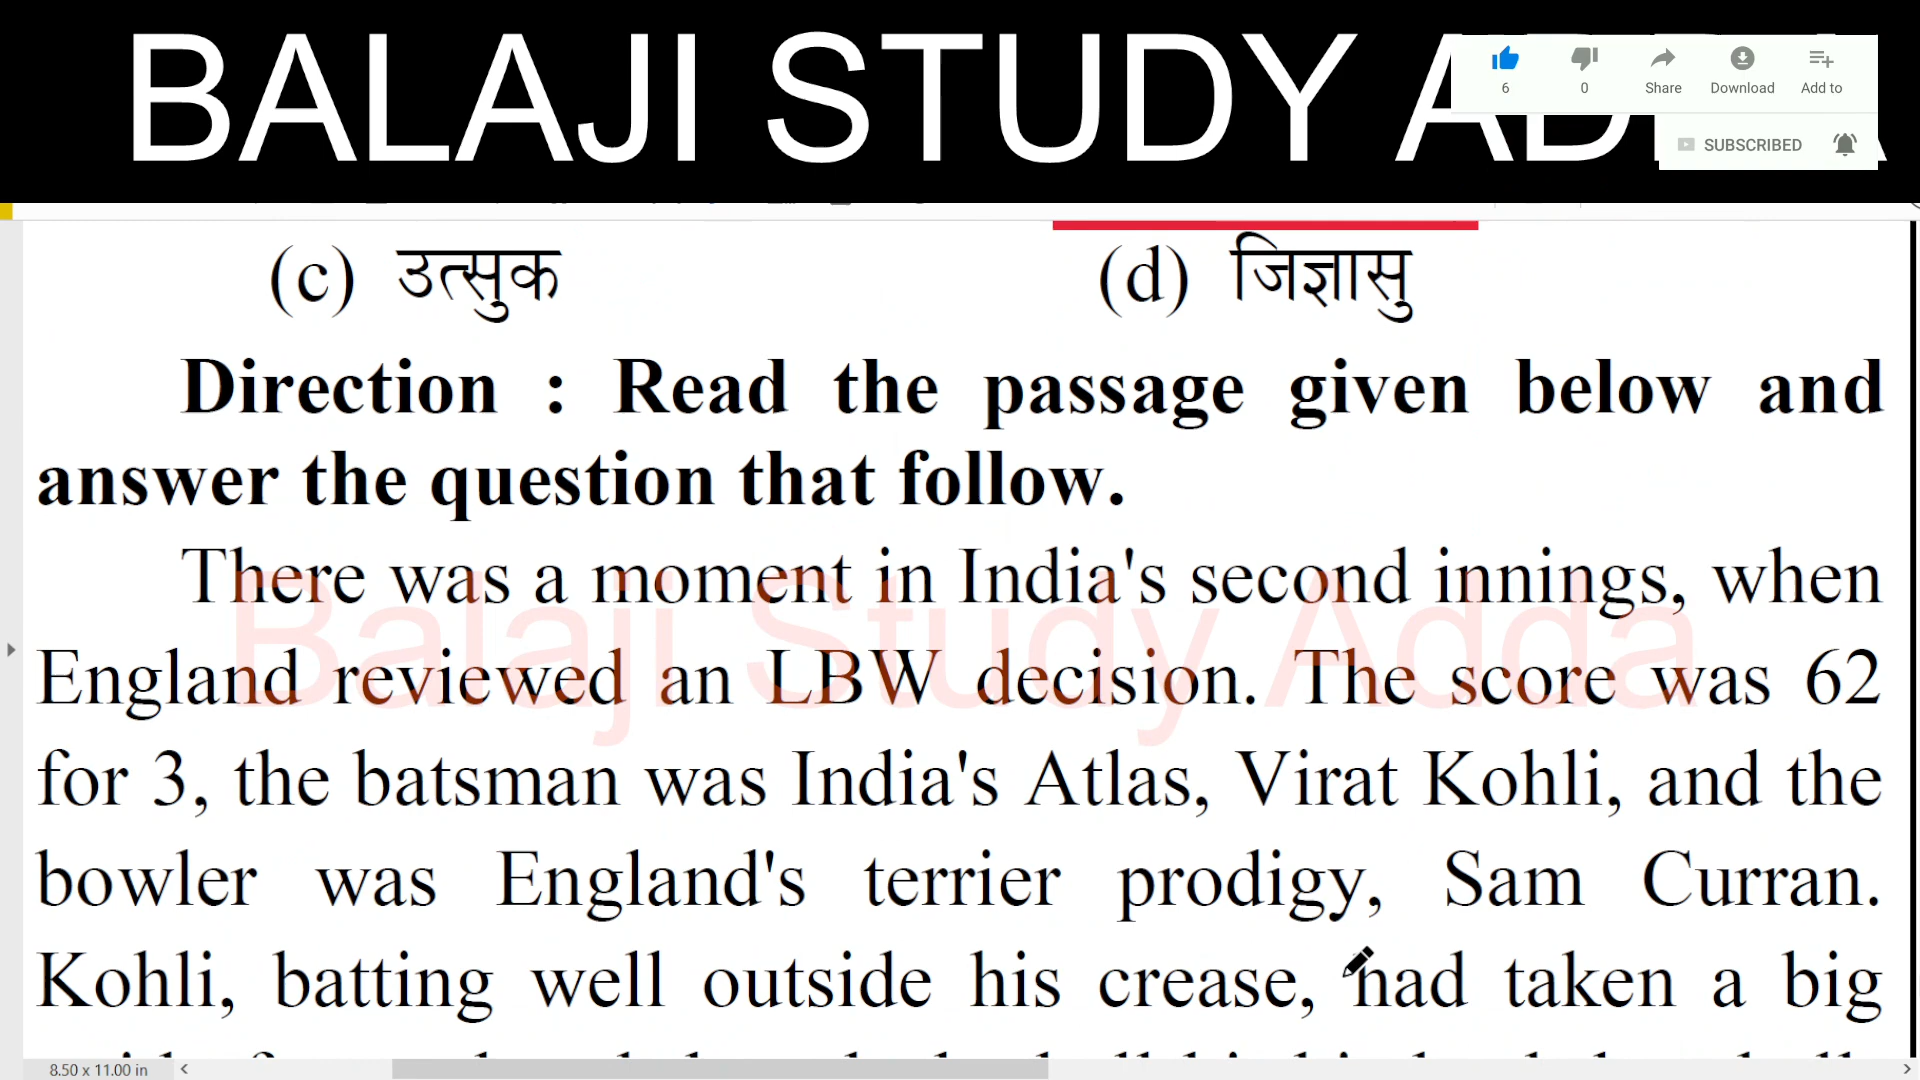 BALAJI STUDY AD
6 0 Share Download Add to
SUBSCRIBED
(c) उत्सुक (d) जिज्ञासु
Direction : Read the passage given below and
answer the question that follow.
There was a moment in India's second innings, when
Balaji Study Adda
England reviewed an LBW decision. The score was 62
for 3, the batsman was India's Atlas, Virat Kohli, and the
bowler was England's terrier prodigy, Sam Curran.
Kohli, batting well outside his crease, had taken a big
8.50 x 11.00 in